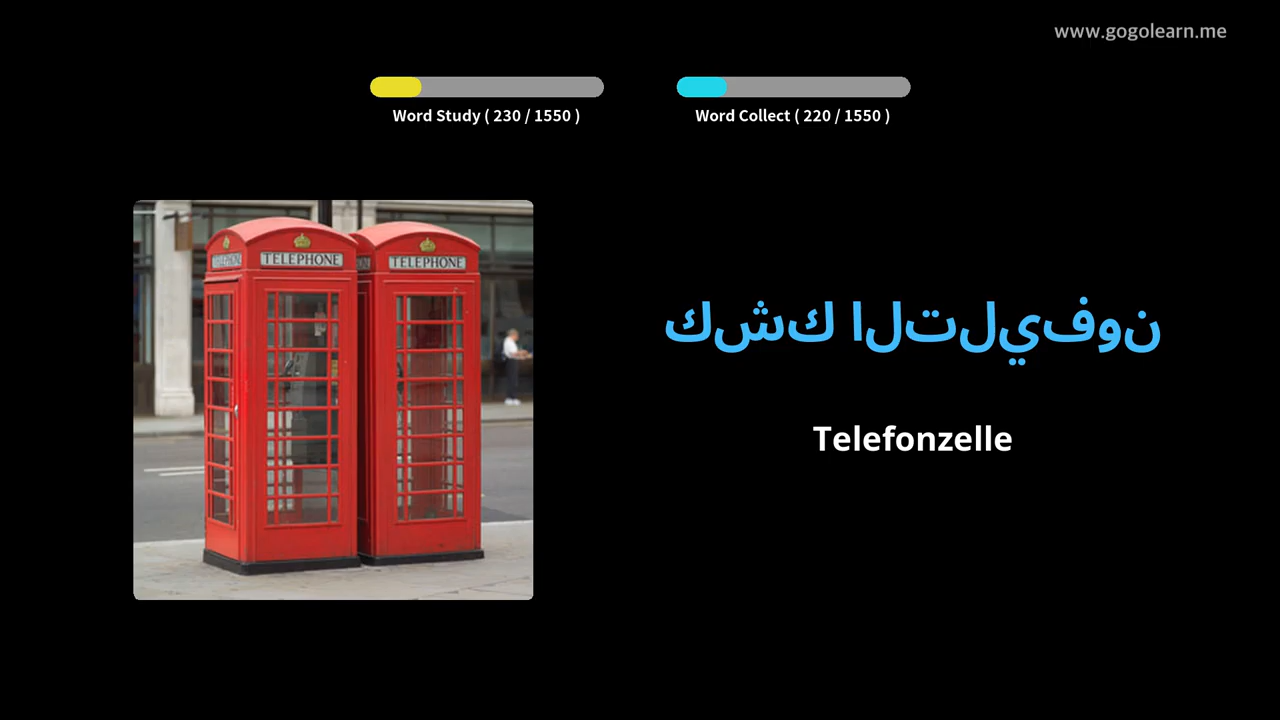 www.gogolearn.me
Word Study ( 230 / 1550 )
Word Collect ( 220 / 1550 )
TELEPHONE
TELEPHONE
كشك التليفون
Telefonzelle